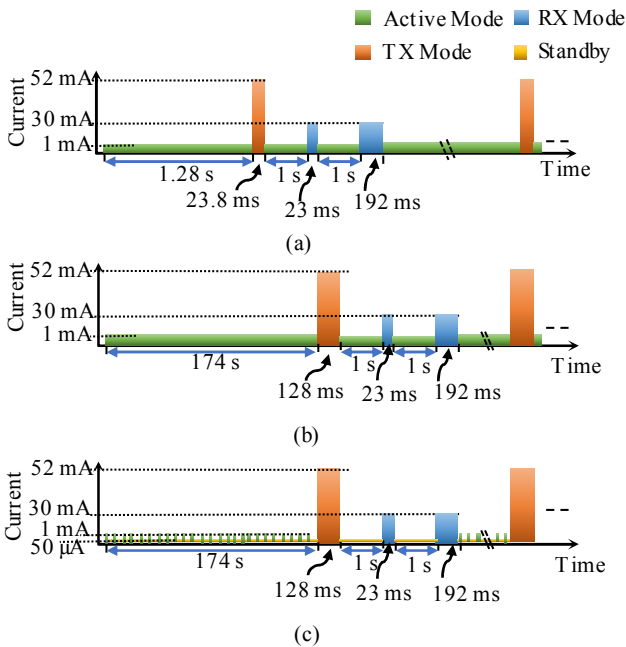 Active Mode
RX Mode
TX Mode
Standby
Current
52 mA
30 mA
1 mA
1.28 s
1 s
1 s
Time
23.8 ms
23 ms
192 ms
(a)
Current
52 mA
30 mA
1 mA
174 s
1 s
1 s
Time
128 ms
23 ms
192 ms
(b)
Current
52 mA
30 mA
1 mA
50 µA
174 s
1 s
1 s
Time
128 ms
23 ms
192 ms
(c)